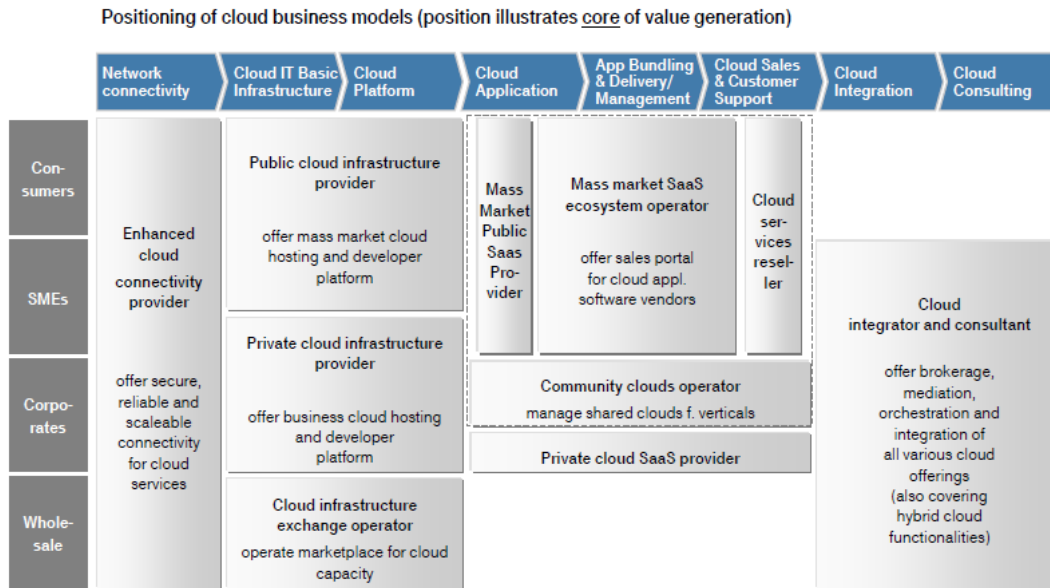 Positioning of cloud business models (position illustrates core of value generation)
Network
connectivity
Cloud IT Basic
Infrastructure
Cloud
Platform
Cloud
Application
App Bundling
& Delivery/
Management
Cloud Sales
& Customer
Support
Cloud
Integration
Cloud
Consulting
Con-
sumers
SMEs
Corpo-
rates
Whole-
sale
Enhanced
cloud
connectivity
provider
offer secure,
reliable and
scaleable
connectivity
for cloud
services
Public cloud infrastructure
provider
offer mass market cloud
hosting and developer
platform
Private cloud infrastructure
provider
offer business cloud hosting
and developer
platform
Cloud infrastructure
exchange operator
operate marketplace for cloud
capacity
Mass
Market
Public
Saas
Pro-
vider
Mass market SaaS
ecosystem operator
offer sales portal
for cloud appl.
software vendors
Cloud
ser-
vices
resel-
ler
Community clouds operator
manage shared clouds f. verticals
Private cloud SaaS provider
Cloud
integrator and consultant
offer brokerage,
mediation,
orchestration and
integration of
all various cloud
offerings
(also covering
hybrid cloud
functionalities)